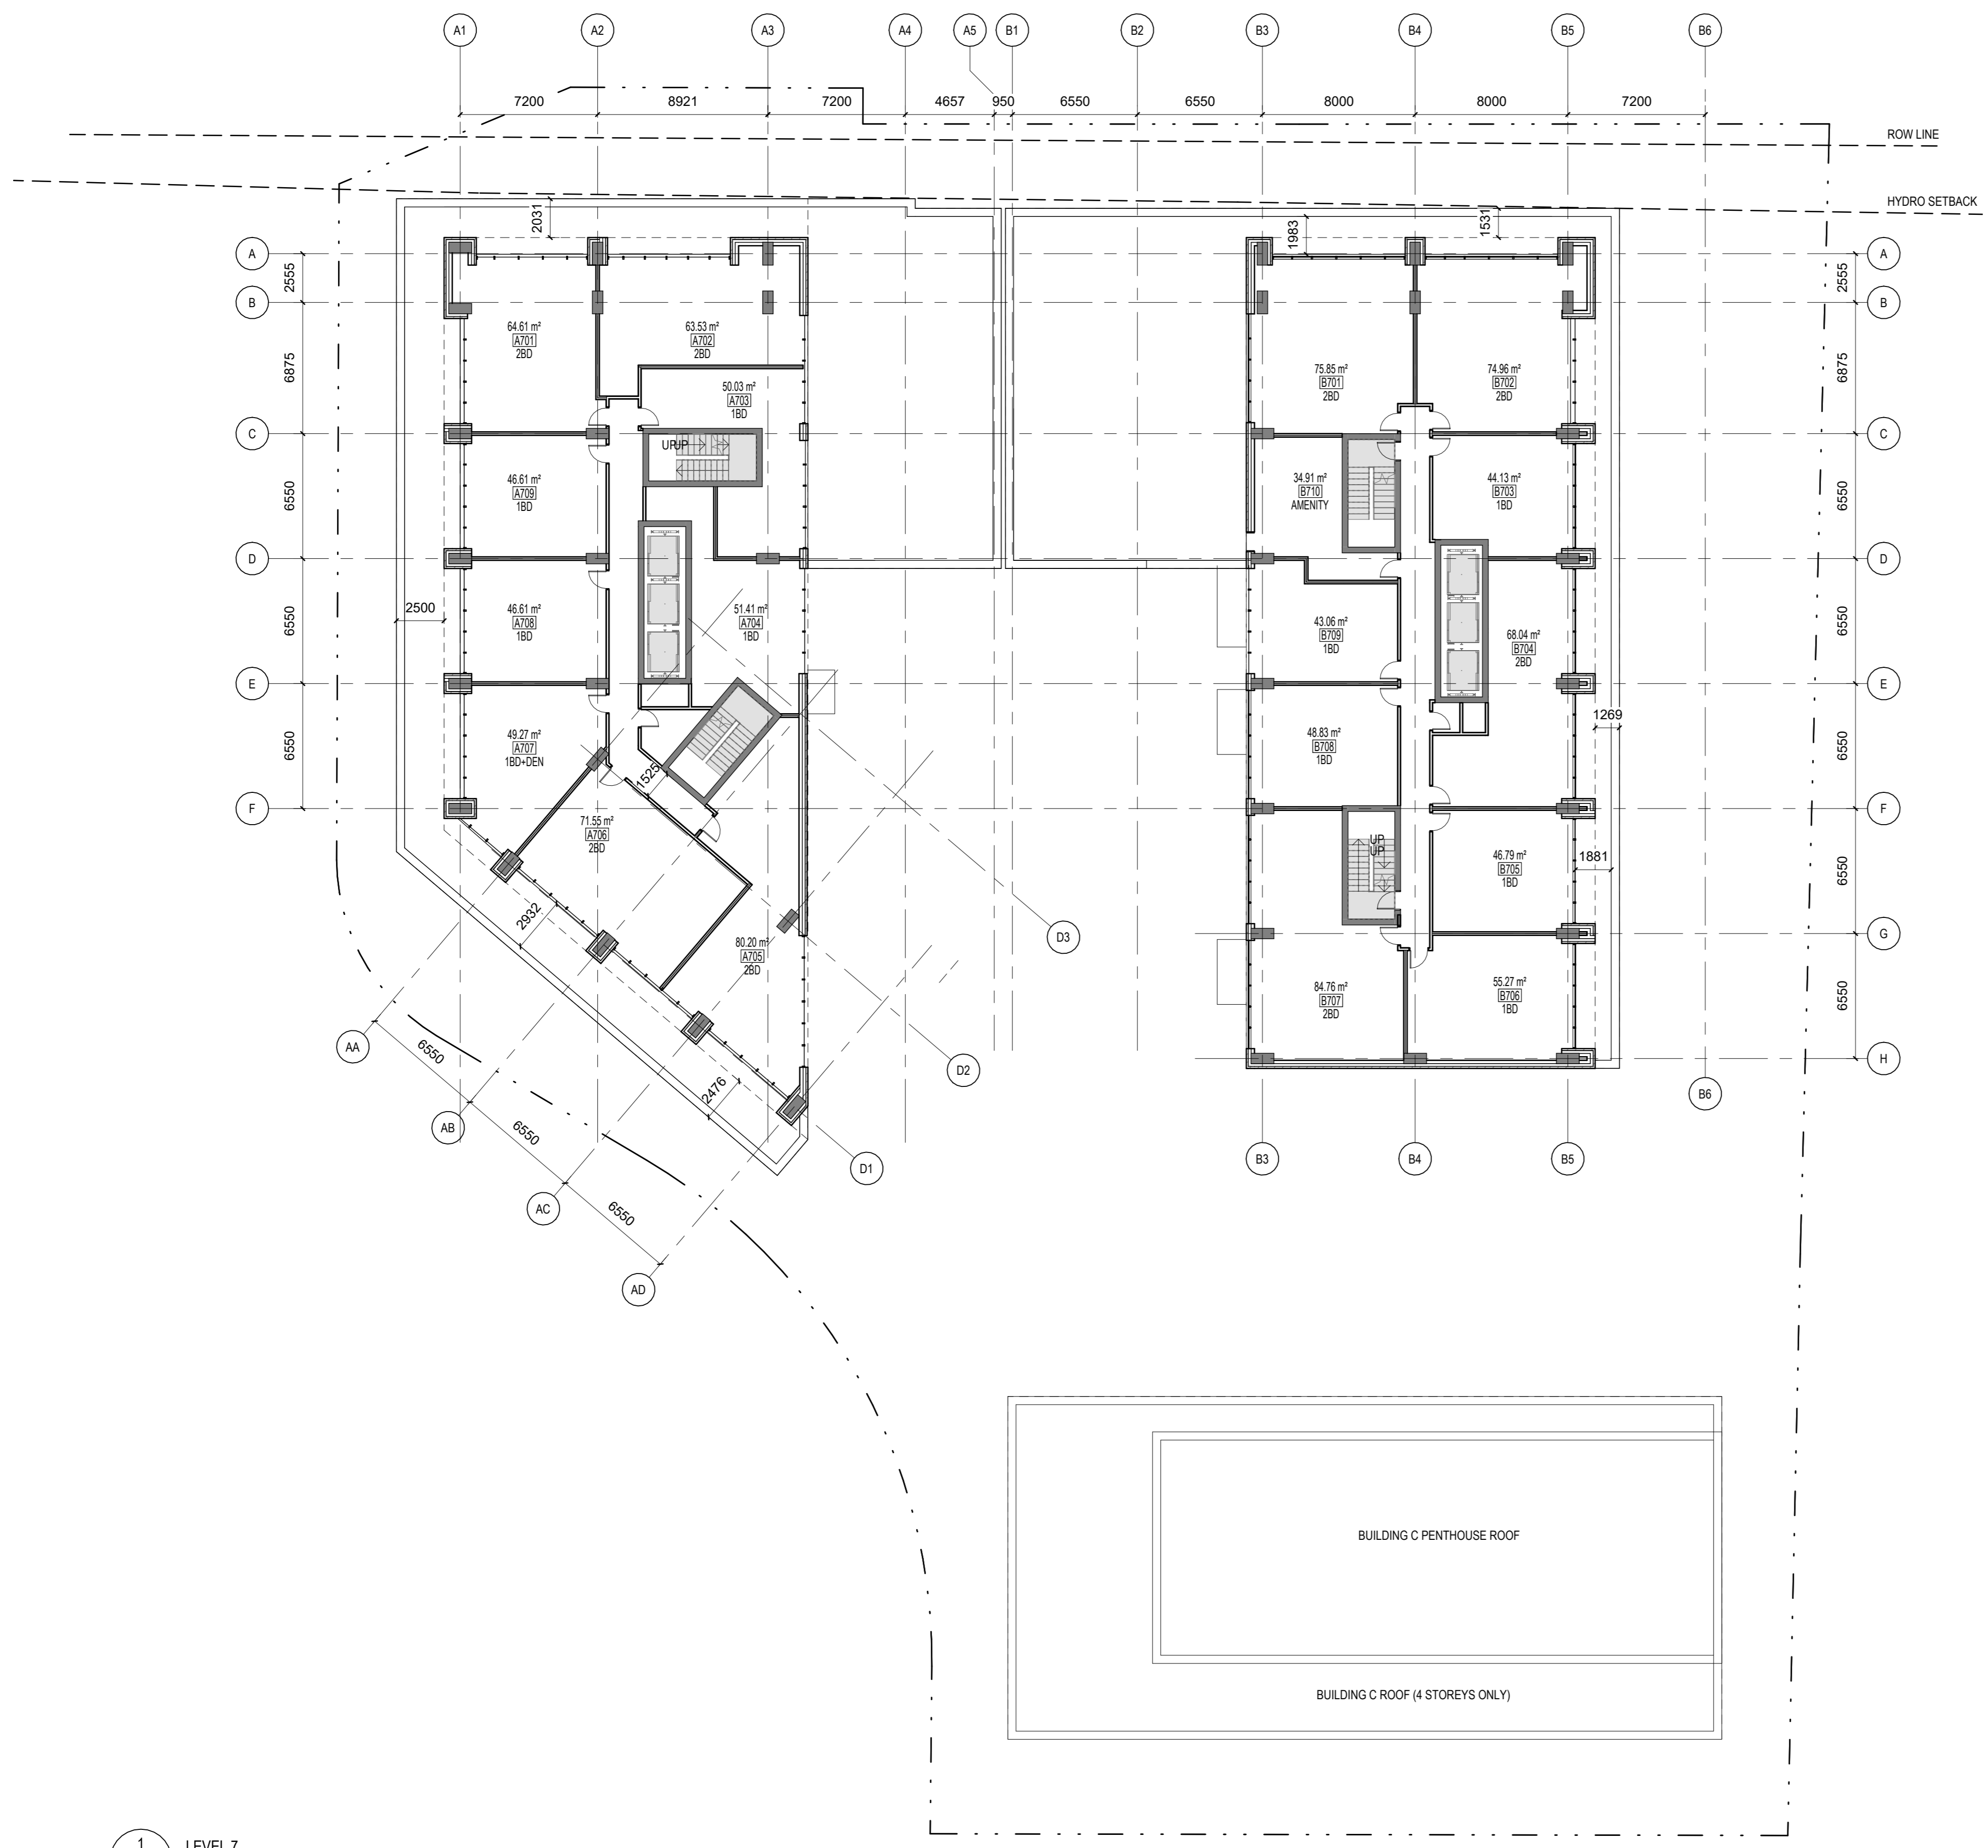 A1 A2 A3 A4 A5 B1 B2 B3 B4 B5 B6
7200 8921 7200 4657 950 6550 6550 8000 8000 7200
ROW LINE
HYDRO SETBACK
2031
1983
1531
A
A
2555
2555
B
B
64.61 m²
A701
2BD
63.53 m²
A702
2BD
75.85 m²
B701
2BD
74.96 m²
B702
2BD
6875
6875
50.03 m²
A703
1BD
C
C
UPUP
46.61 m²
A709
1BD
34.91 m²
B710
AMENITY
44.13 m²
B703
1BD
6550
6550
D
D
2500
46.61 m²
A708
1BD
51.41 m²
A704
1BD
43.06 m²
B709
1BD
68.04 m²
B704
2BD
6550
6550
E
E
1269
49.27 m²
A707
1BD+DEN
48.83 m²
B708
1BD
6550
6550
1525
F
F
71.55 m²
A706
2BD
UP
UP
46.79 m²
B705
1BD
1881
6550
6550
2932
80.20 m²
A705
2BD
D3
G
G
84.76 m²
B707
2BD
55.27 m²
B706
1BD
6550
6550
AA
6550
H
D2
2476
B6
AB
6550
D1
B3 B4 B5
AC
6550
AD
BUILDING C PENTHOUSE ROOF
BUILDING C ROOF (4 STOREYS ONLY)
1
LEVEL 7